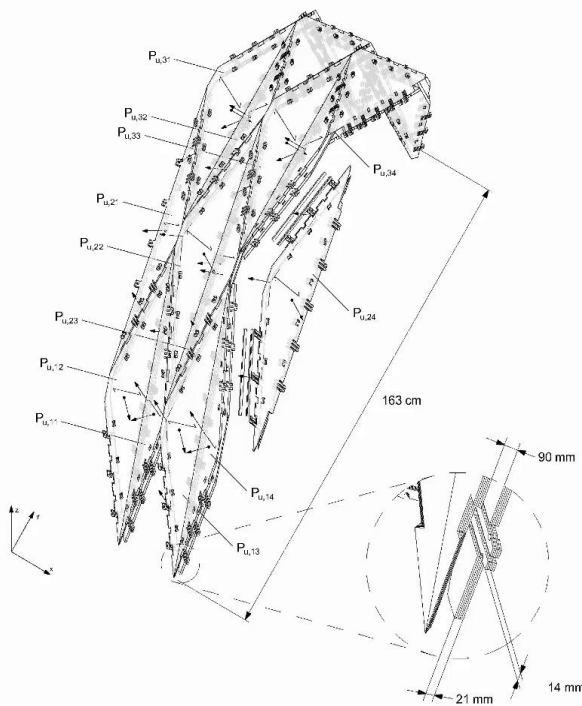 Pu,31
Pu,32
Pu,33
Pu,34
Pu,21
Pu,22
Pu,24
Pu,23
Pu,12
163 cm
Pu,11
90 mm
Pu,14
z
r
Pu,13
x
14 mm
21 mm